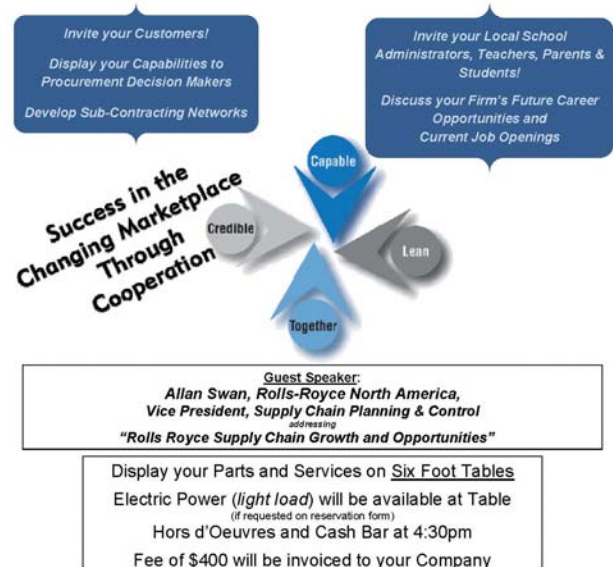 Invite your Customers!
Display your Capabilities to
Procurement Decision Makers
Develop Sub-Contracting Networks
Invite your Local School
Administrators, Teachers, Parents &
Students!
Discuss your Firm's Future Career
Opportunities and
Current Job Openings
Success in the
Changing Marketplace
Through
Cooperation
Capable
Credible
Lean
Together
Guest Speaker:
Allan Swan, Rolls-Royce North America,
Vice President, Supply Chain Planning & Control
addressing
"Rolls Royce Supply Chain Growth and Opportunities"
Display your Parts and Services on Six Foot Tables
Electric Power (light load) will be available at Table
(if requested on reservation form)
Hors d'Oeuvres and Cash Bar at 4:30pm
Fee of $400 will be invoiced to your Company